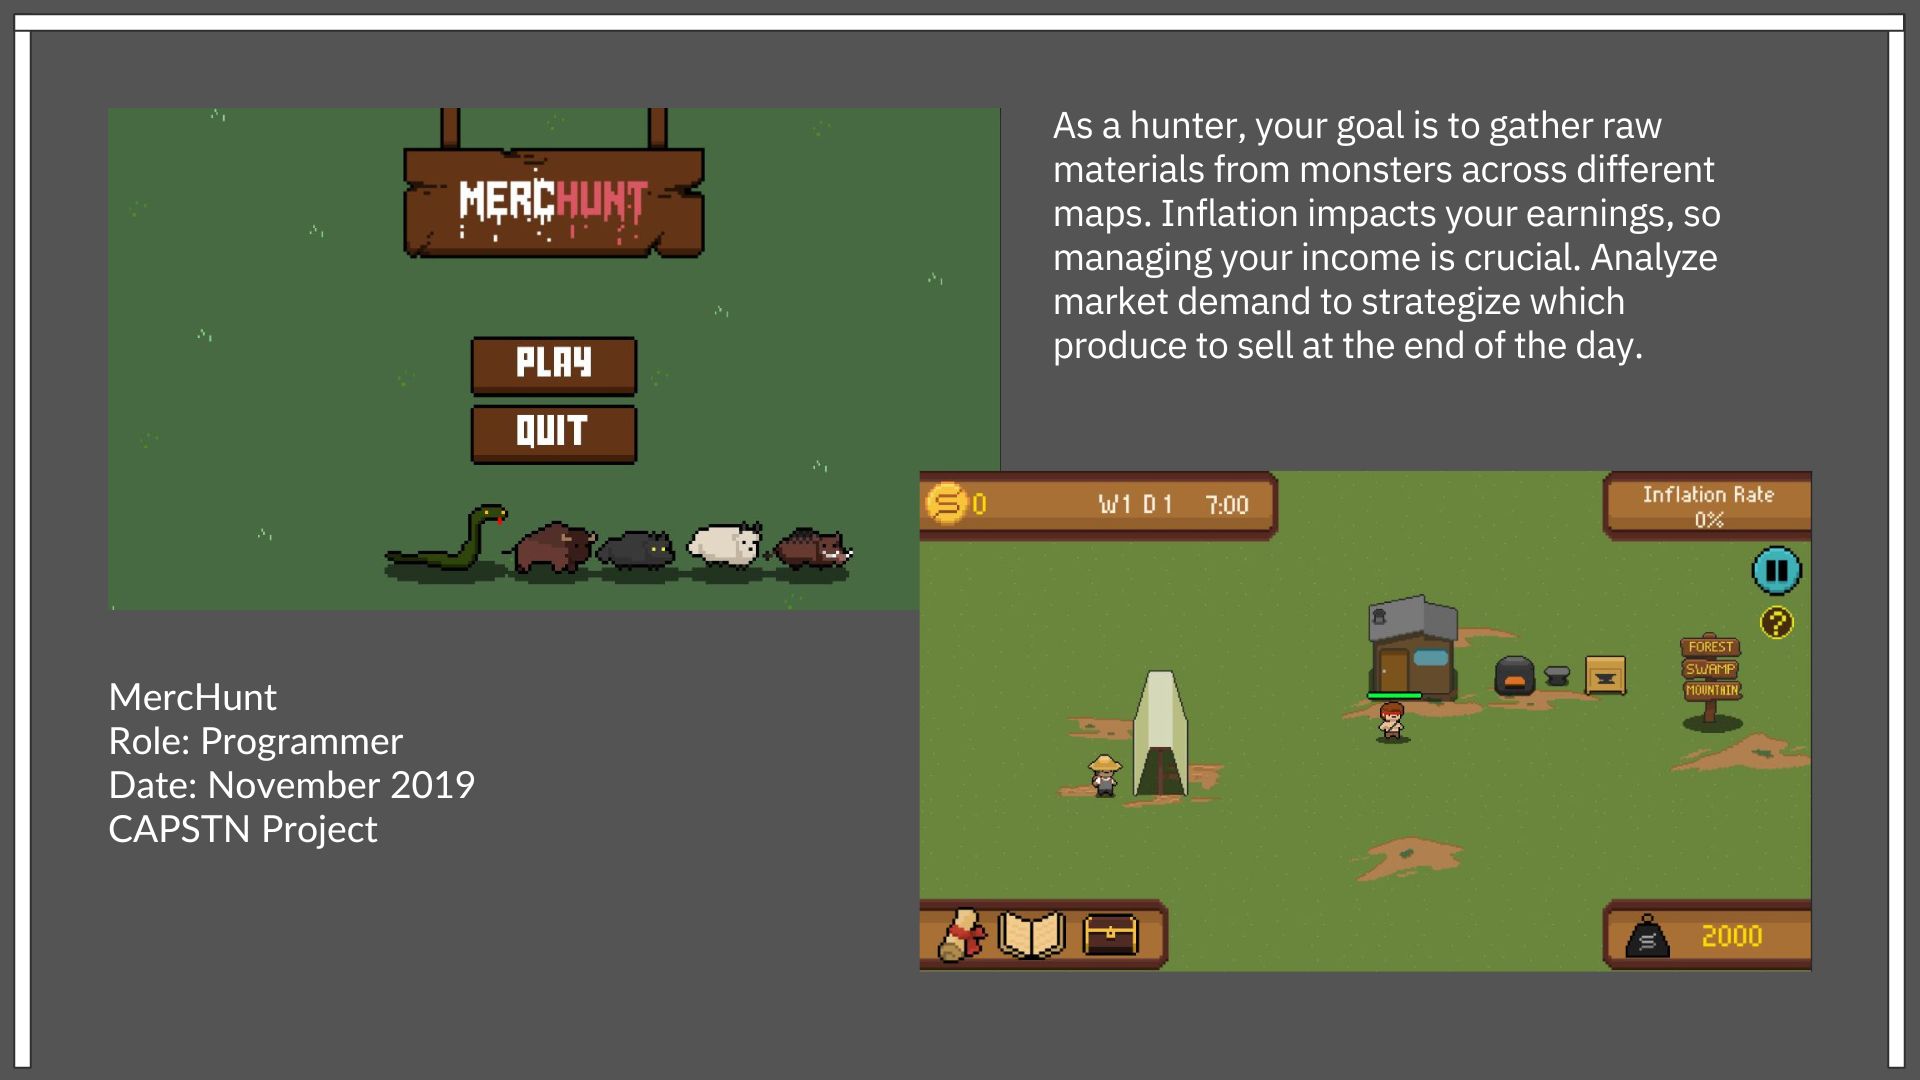 MERCHUNT
PLAY
QUIT
As a hunter, your goal is to gather raw
materials from monsters across different
maps. Inflation impacts your earnings, so
managing your income is crucial. Analyze
market demand to strategize which
produce to sell at the end of the day.
0
W1 D1 7:00
Inflation Rate
0%
?
FOREST
SWAMP
MOUNTAIN
2000
MercHunt
Role: Programmer
Date: November 2019
CAPSTN Project